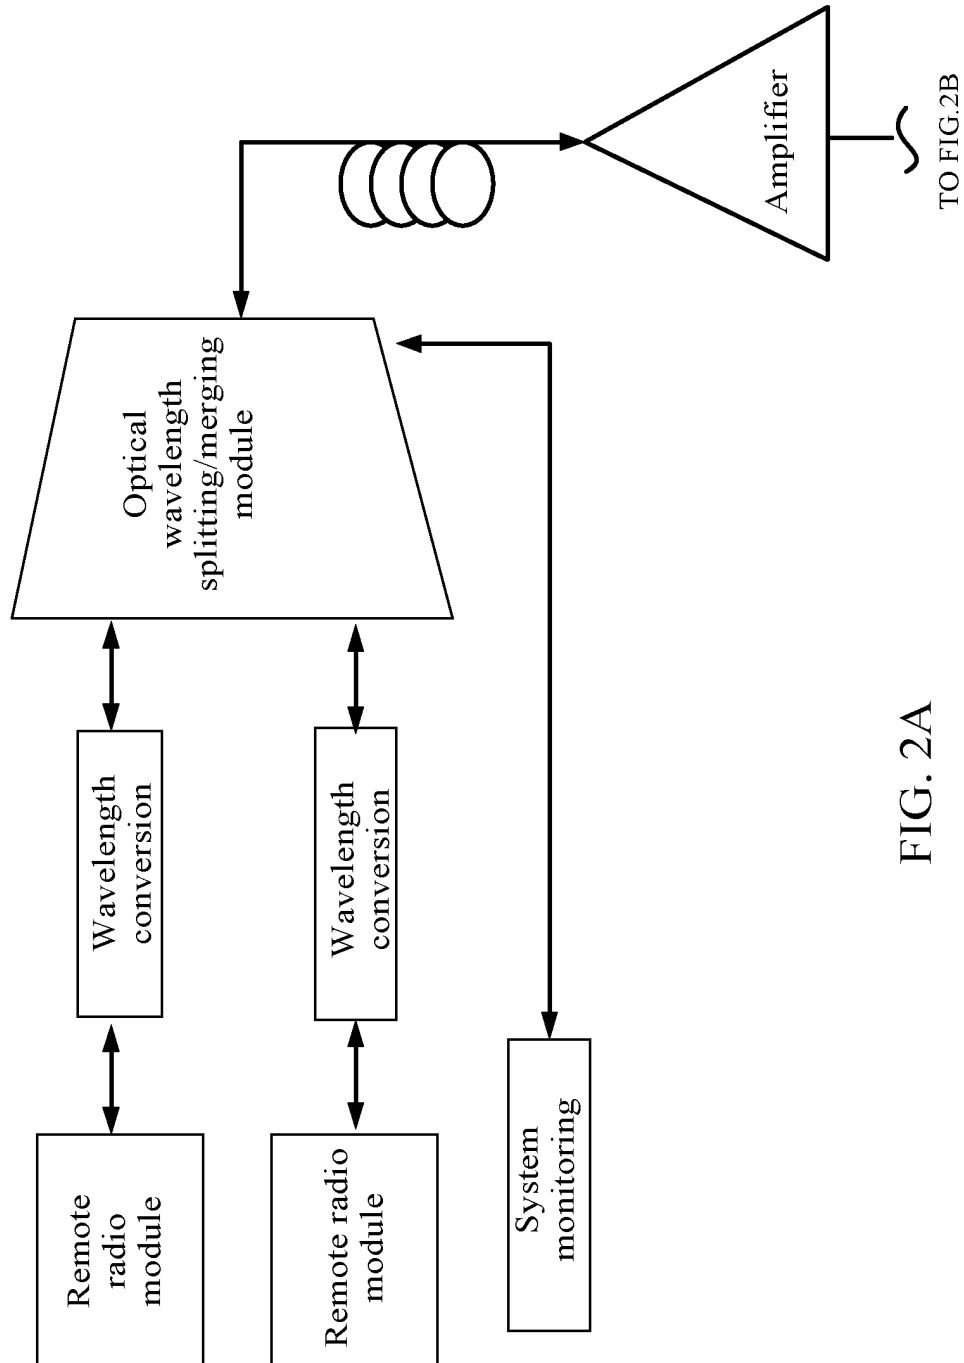 Remote
radio
module
Wavelength
conversion
Optical
wavelength
splitting/merging
module
Remote radio
module
Wavelength
conversion
System
monitoring
Amplifier
TO FIG.2B
FIG. 2A